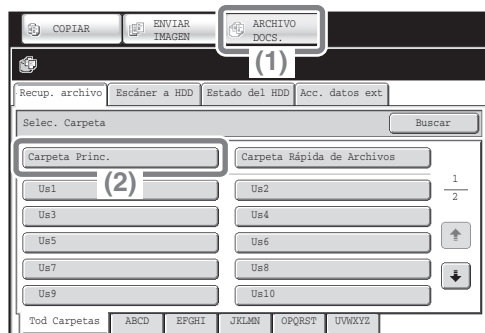 COPIAR
ENVIAR
IMAGEN
ARCHIVO
DOCS.
(1)
Recup. archivo Escáner a HDD Estado del HDD Acc. datos ext
Selec. Carpeta Buscar
Carpeta Princ. Carpeta Rápida de Archivos
(2)
Us1 Us2
1
2
Us3 Us4
Us5 Us6
Us7 Us8
Us9 Us10
Tod Carpetas ABCD EFGHI JKLMN OPQRST UVWXYZ